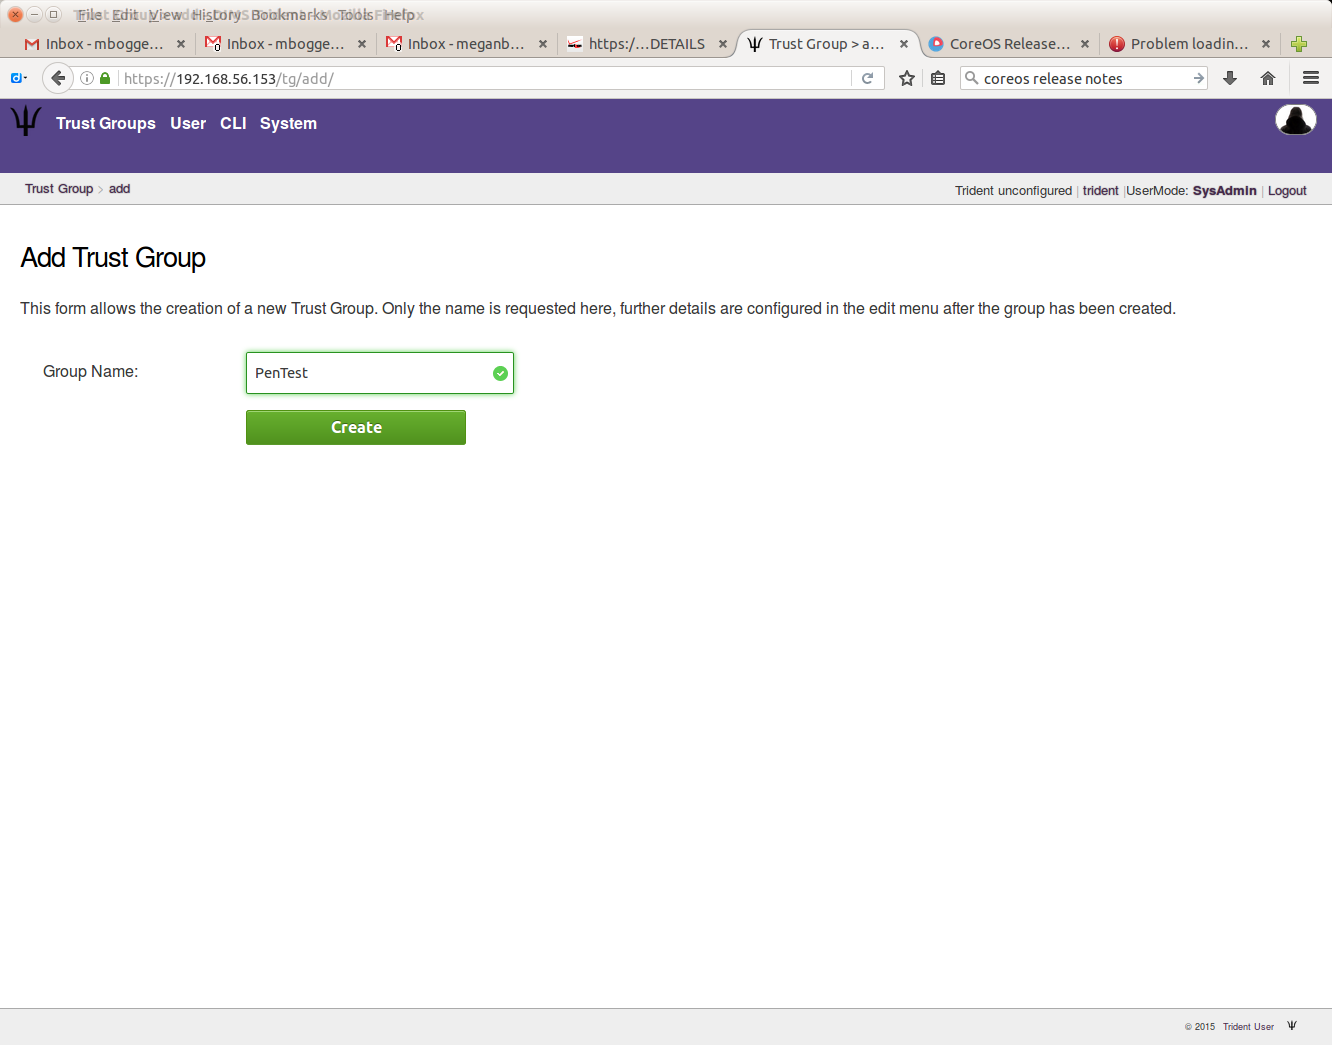 File Edit View History Bookmarks Tools Help
Inbox - mbogge... Inbox - mbogge... Inbox - meganb... https:/...DETAILS Trust Group > a... CoreOS Release... Problem loadin...
https://192.168.56.153/tg/add/ coreos release notes
Trust Groups User CLI System
Trust Group > add Trident unconfigured | trident |UserMode: SysAdmin | Logout
Add Trust Group
This form allows the creation of a new Trust Group. Only the name is requested here, further details are configured in the edit menu after the group has been created.
Group Name: PenTest
Create
© 2015 Trident User